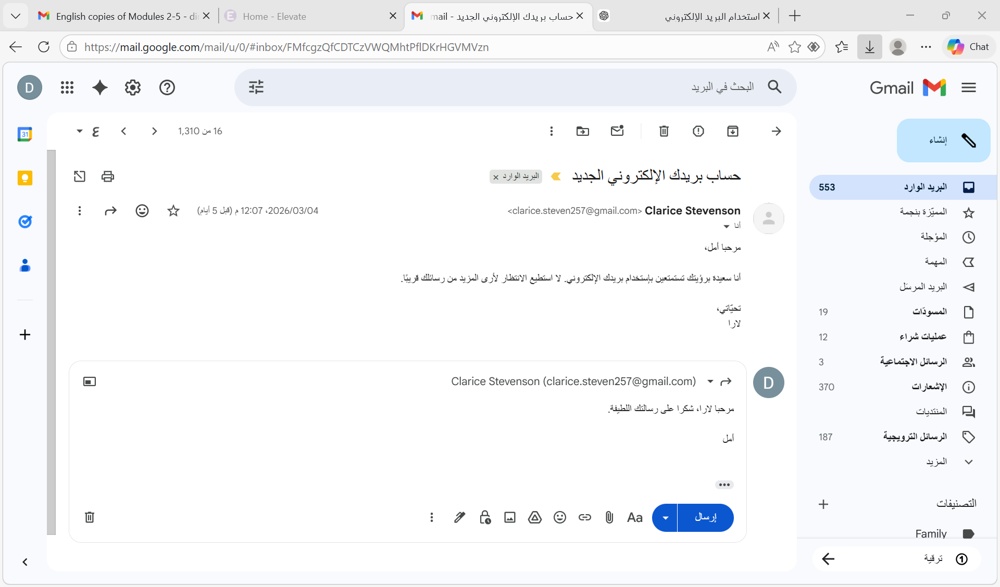 English copies of Modules 2-5 - di
Home - Elevate
حساب بريدك الإلكتروني الجديد - mail
استخدام البريد الإلكتروني
https://mail.google.com/mail/u/0/#inbox/FMfcgzQfCDTCzVWQMhtPflDKrHGVMVzn
Chat
D
البحث في البريد
Gmail
ع
16 من 1,310
إنشاء
حساب بريدك الإلكتروني الجديد
البريد الوارد ×
Clarice Stevenson <clarice.steven257@gmail.com>
2026/03/04، 12:07 م (قبل 5 أيام)
أنا
مرحبا أمل،
أنا سعيدة برؤيتك تستمتعين بإستخدام بريدك الإلكتروني. لا استطيع الانتظار لأرى المزيد من رسائلك قريبًا.
تحيّاتي،
لارا
D
Clarice Stevenson (clarice.steven257@gmail.com)
مرحبا لارا، شكرا على رسالتك اللطيفة.
أمل
إرسال
Aa
البريد الوارد 553
المميّزة بنجمة
المؤجلة
المهمة
البريد المرسَل
المسودّات 19
عمليات شراء 12
الرسائل الاجتماعية 3
الإشعارات 370
المنتديات
الرسائل الترويجية 187
المزيد
التصنيفات
Family
1 ترقية
31